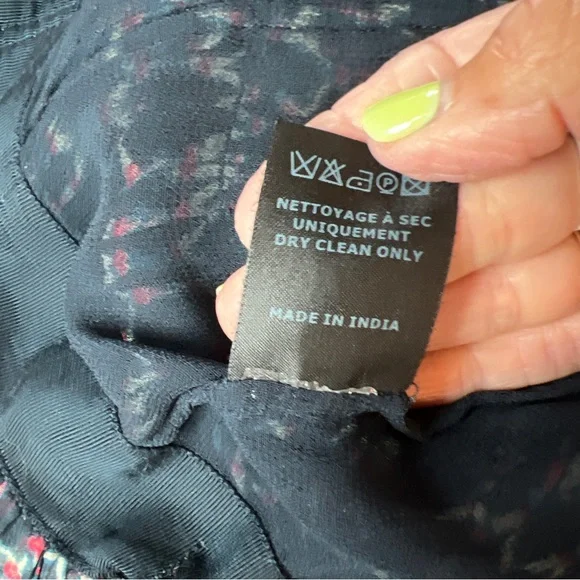 P
NETTOYAGE À SEC
UNIQUEMENT
DRY CLEAN ONLY
MADE IN INDIA